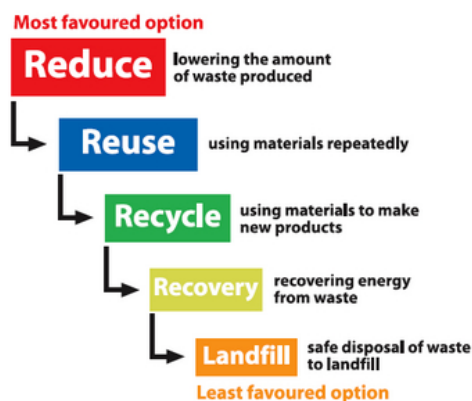 Most favoured option
Reduce
lowering the amount
of waste produced
Reuse
using materials repeatedly
Recycle
using materials to make
new products
Recovery
recovering energy
from waste
Landfill
safe disposal of waste
to landfill
Least favoured option